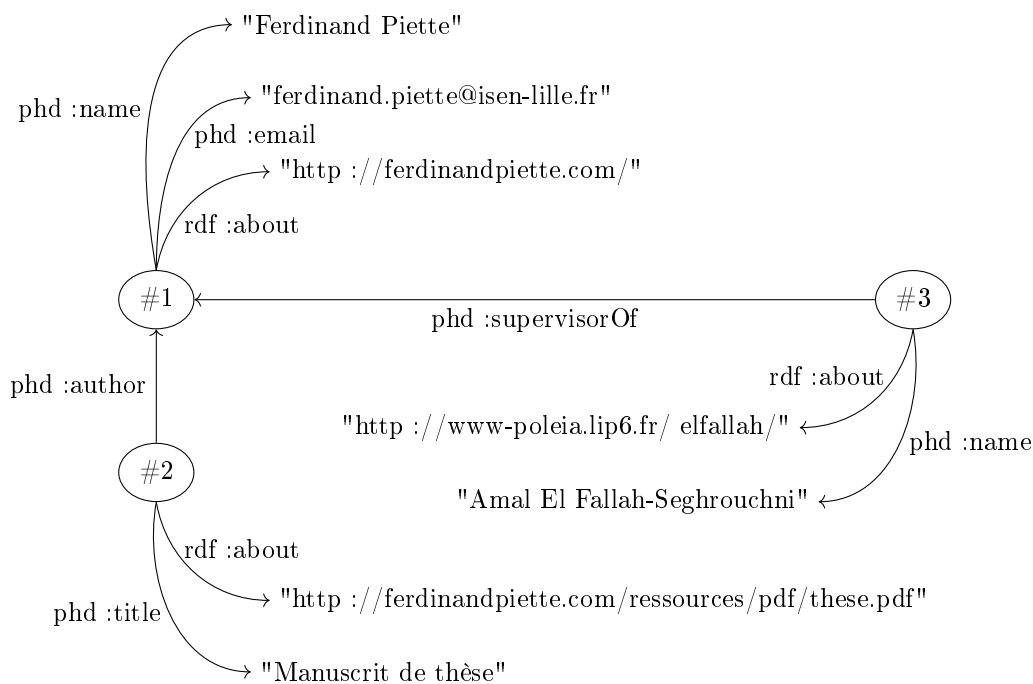 "Ferdinand Piette"
phd :name
"ferdinand.piette@isen-lille.fr"
phd :email
"http ://ferdinandpiette.com/"
rdf :about
#1
#3
phd :supervisorOf
phd :author
rdf :about
"http ://www-poleia.lip6.fr/ elfallah/"
phd :name
#2
"Amal El Fallah-Seghrouchni"
rdf :about
"http ://ferdinandpiette.com/ressources/pdf/these.pdf"
phd :title
"Manuscrit de thèse"